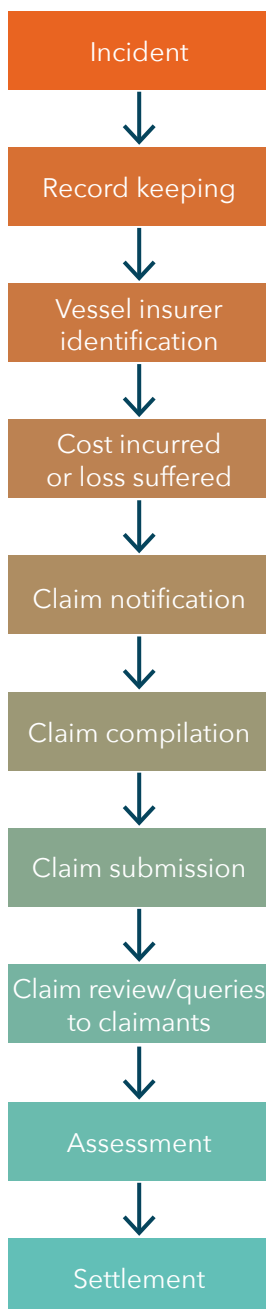 Incident
Record keeping
Vessel insurer
identification
Cost incurred
or loss suffered
Claim notification
Claim compilation
Claim submission
Claim review/queries
to claimants
Assessment
Settlement